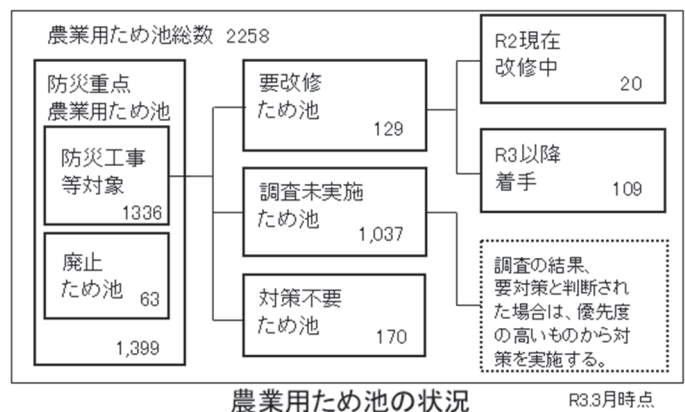 農業用ため池総数 2258
防災重点
農業用ため池
防災工事
等対象
1336
廃止
ため池 63
1,399
要改修
ため池
129
調査未実施
ため池
1,037
対策不要
ため池
170
R2現在
改修中
20
R3以降
着手
109
調査の結果、
要対策と判断され
た場合は、優先度
の高いものから対
策を実施する。
農業用ため池の状況
R3.3月時点